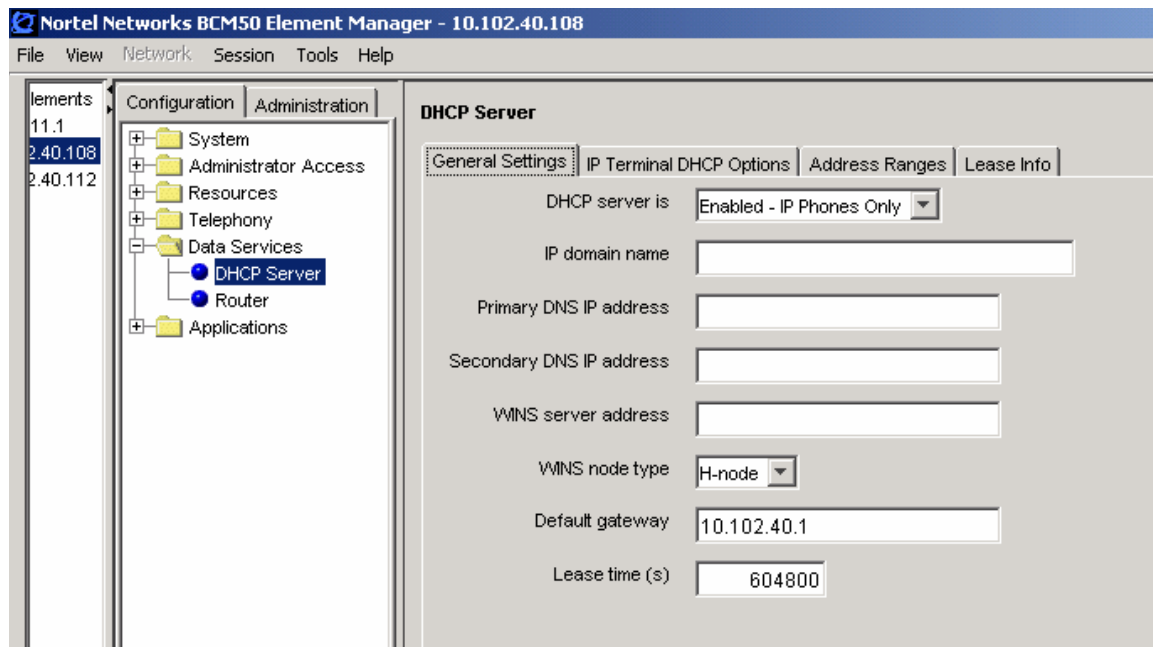 Nortel Networks BCM50 Element Manager - 10.102.40.108
File View Network Session Tools Help
lements
11.1
2.40.108
2.40.112
Configuration Administration
System
Administrator Access
Resources
Telephony
Data Services
DHCP Server
Router
Applications
DHCP Server
General Settings IP Terminal DHCP Options Address Ranges Lease Info
DHCP server is Enabled - IP Phones Only
IP domain name
Primary DNS IP address
Secondary DNS IP address
WINS server address
WINS node type H-node
Default gateway 10.102.40.1
Lease time (s) 604800